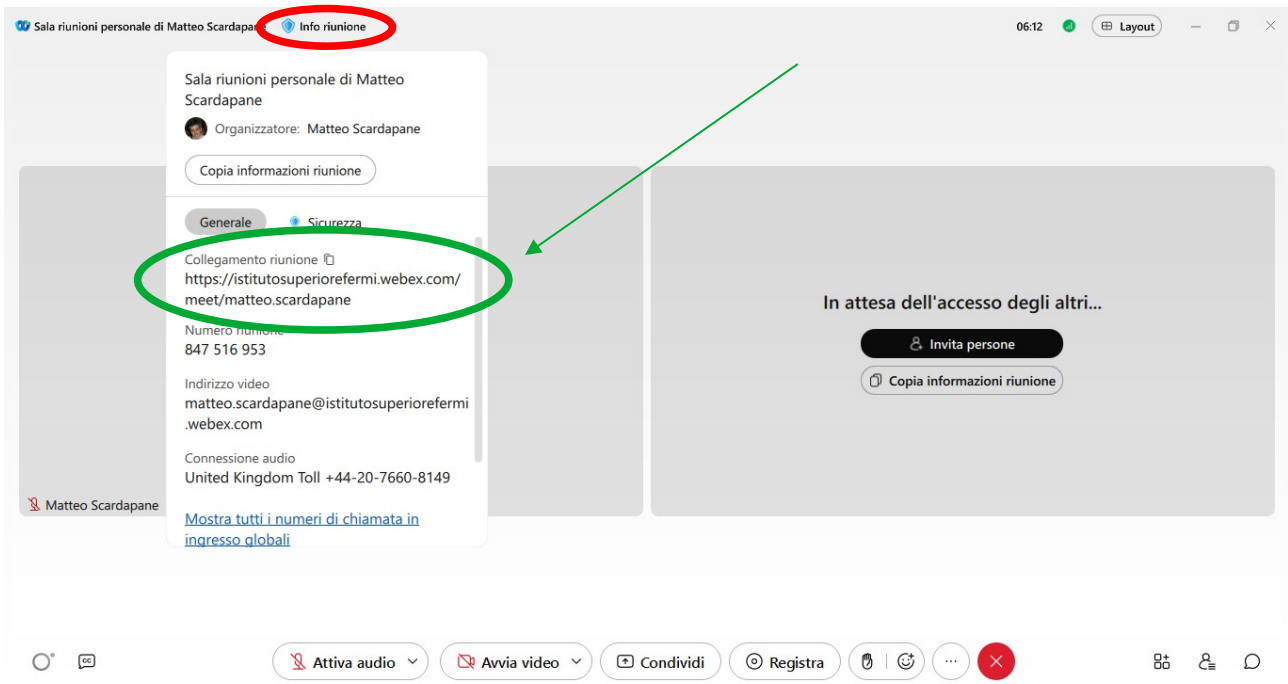 Sala riunioni personale di Matteo Scardapane
Info riunione
06:12
Layout
Sala riunioni personale di Matteo
Scardapane
Organizzatore: Matteo Scardapane
Copia informazioni riunione
Generale
Sicurezza
Collegamento riunione
https://istitutosuperiorefermi.webex.com/
meet/matteo.scardapane
Numero riunione
847 516 953
Indirizzo video
matteo.scardapane@istitutosuperiorefermi
.webex.com
Connessione audio
United Kingdom Toll +44-20-7660-8149
Mostra tutti i numeri di chiamata in
ingresso globali
Matteo Scardapane
In attesa dell'accesso degli altri...
Invita persone
Copia informazioni riunione
CC
Attiva audio
Avvia video
Condividi
Registra